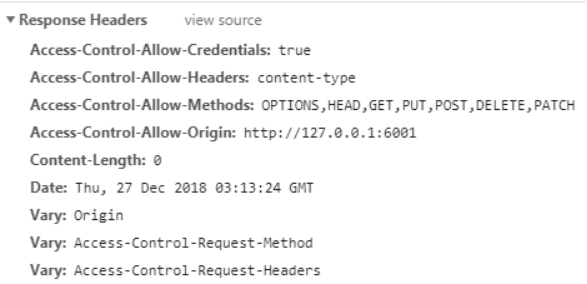 ▼ Response Headers view source
Access-Control-Allow-Credentials: true
Access-Control-Allow-Headers: content-type
Access-Control-Allow-Methods: OPTIONS,HEAD,GET,PUT,POST,DELETE,PATCH
Access-Control-Allow-Origin: http://127.0.0.1:6001
Content-Length: 0
Date: Thu, 27 Dec 2018 03:13:24 GMT
Vary: Origin
Vary: Access-Control-Request-Method
Vary: Access-Control-Request-Headers